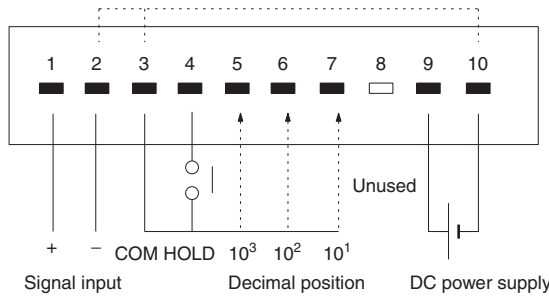 1 2 3 4 5 6 7 8 9 10
Unused
+ − COM HOLD 10³ 10² 10¹
Signal input Decimal position DC power supply